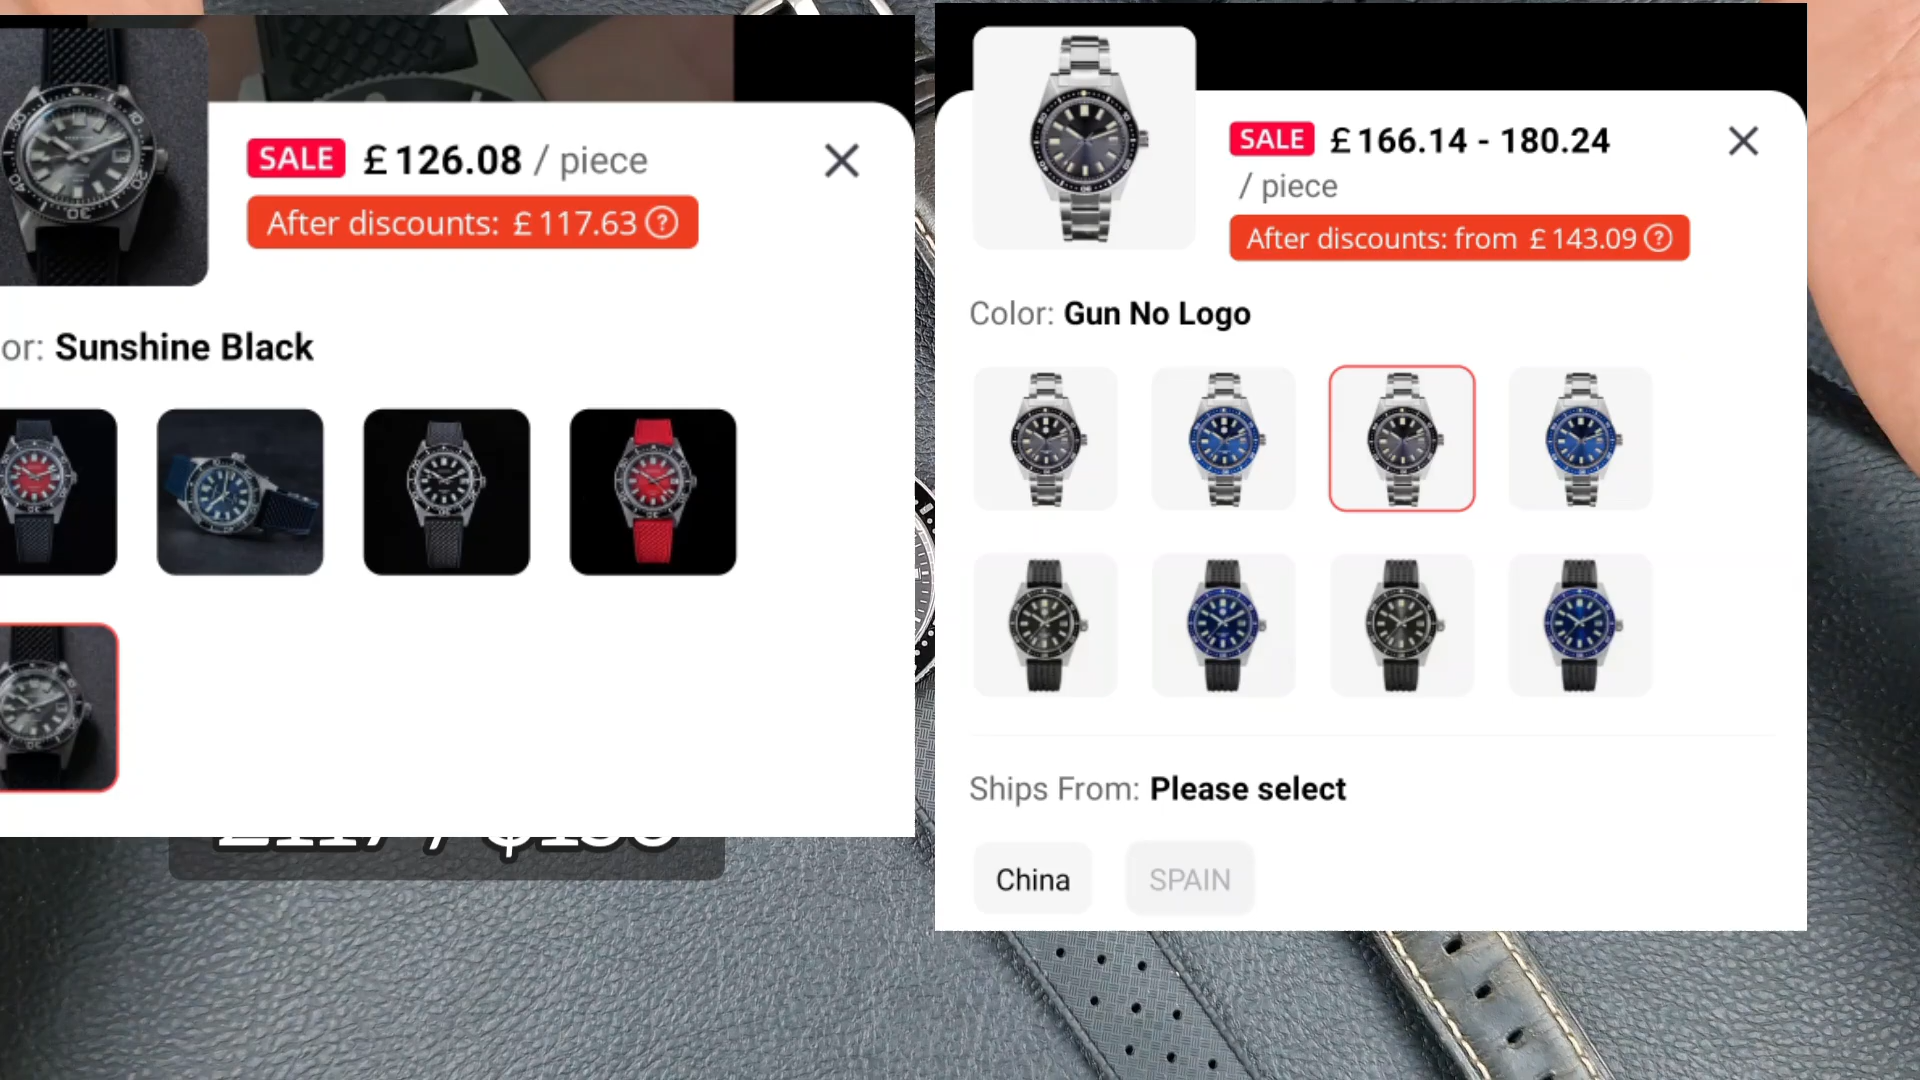 SALE £126.08 / piece
After discounts: £117.63 ?
or: Sunshine Black
SALE £166.14 - 180.24
/ piece
After discounts: from £143.09 ?
Color: Gun No Logo
Ships From: Please select
China
SPAIN